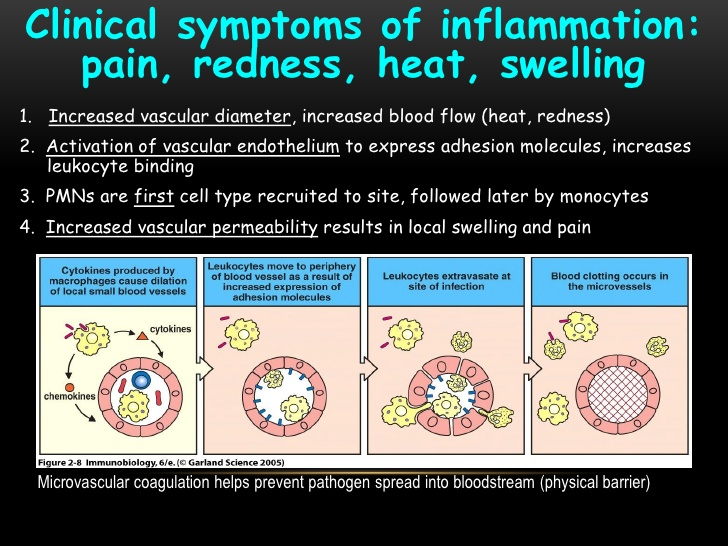 Clinical symptoms of inflammation:
pain, redness, heat, swelling
1. Increased vascular diameter, increased blood flow (heat, redness)
2. Activation of vascular endothelium to express adhesion molecules, increases
leukocyte binding
3. PMNs are first cell type recruited to site, followed later by monocytes
4. Increased vascular permeability results in local swelling and pain
Cytokines produced by
macrophages cause dilation
of local small blood vessels
Leukocytes move to periphery
of blood vessel as a result of
increased expression of
adhesion molecules
Leukocytes extravasate at
site of infection
Blood clotting occurs in
the microvessels
cytokines
chemokines
Figure 2-8 Immunobiology, 6/e. (© Garland Science 2005)
Microvascular coagulation helps prevent pathogen spread into bloodstream (physical barrier)